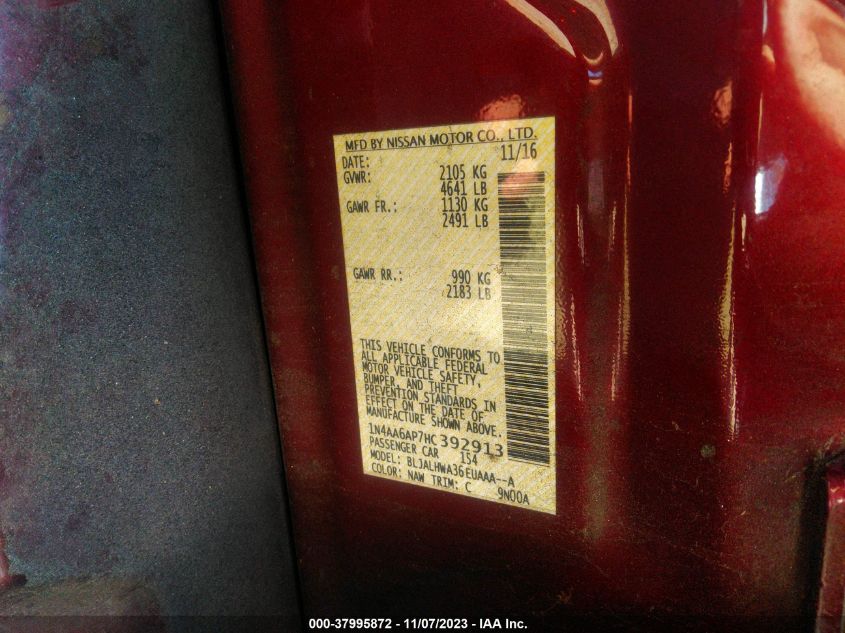 MFD BY NISSAN MOTOR CO., LTD.
DATE: 11/16
GVWR: 2105 KG
4641 LB
GAWR FR.: 1130 KG
2491 LB
GAWR RR.: 990 KG
2183 LB
THIS VEHICLE CONFORMS TO
ALL APPLICABLE FEDERAL
MOTOR VEHICLE SAFETY,
BUMPER, AND THEFT
PREVENTION STANDARDS IN
EFFECT ON THE DATE OF
MANUFACTURE SHOWN ABOVE.
1N4AA6AP7HC392913
PASSENGER CAR 154
MODEL: BLJALHWA36EUAAA--A
COLOR: NAW TRIM: C 9N00A
000-37995872 - 11/07/2023 - IAA Inc.